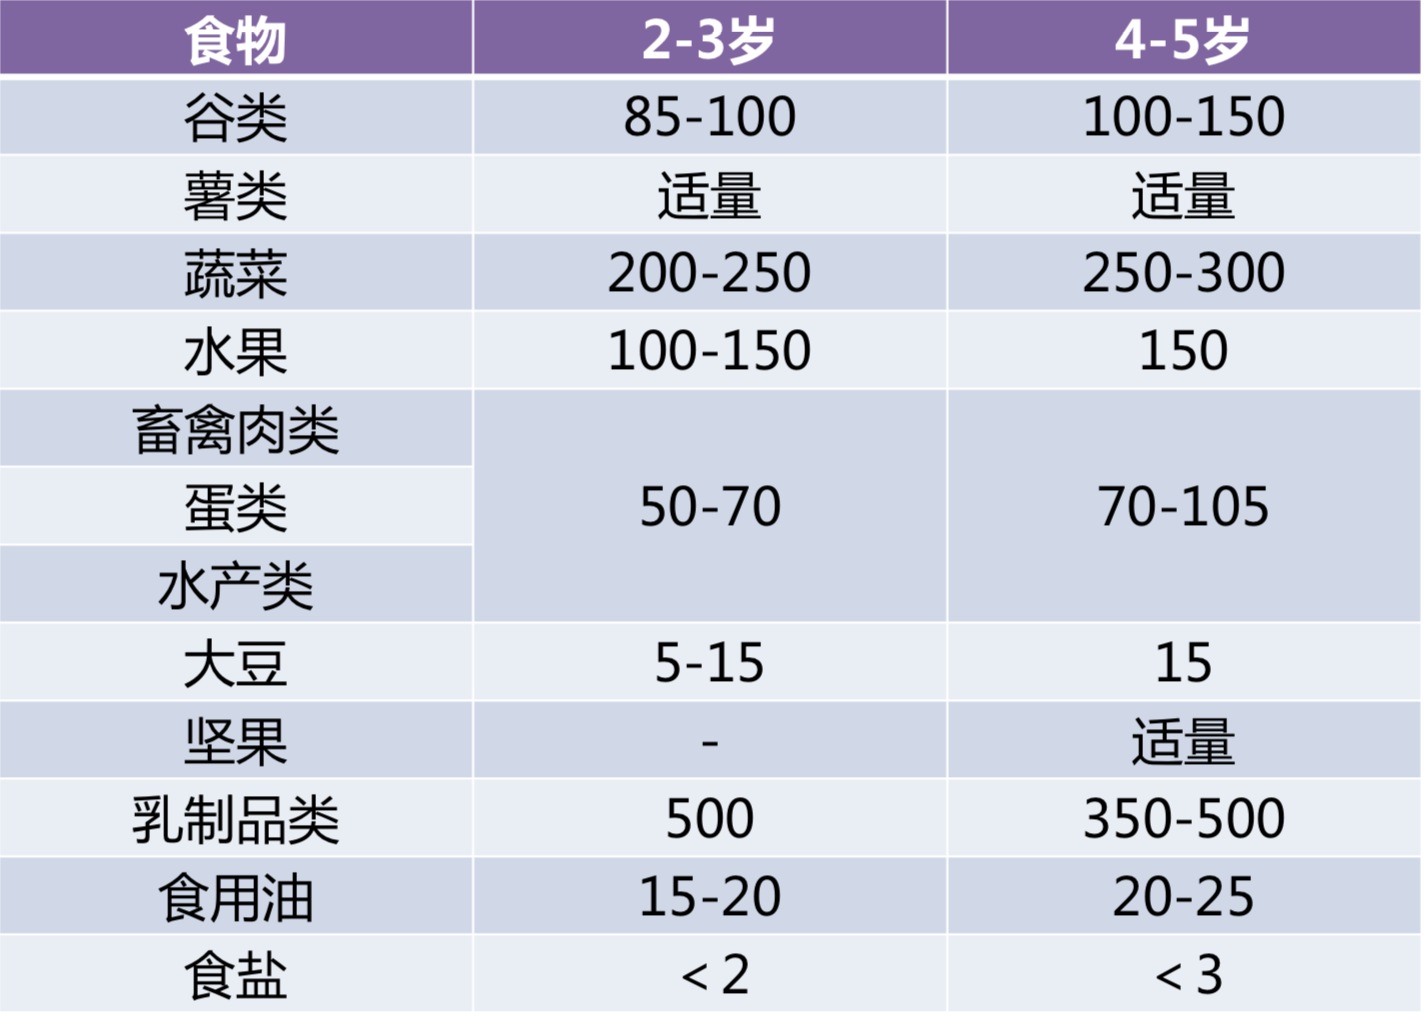 食物 2-3岁 4-5岁
谷类 85-100 100-150
薯类 适量 适量
蔬菜 200-250 250-300
水果 100-150 150
畜禽肉类
蛋类 50-70 70-105
水产类
大豆 5-15 15
坚果 - 适量
乳制品类 500 350-500
食用油 15-20 20-25
食盐 ＜2 ＜3